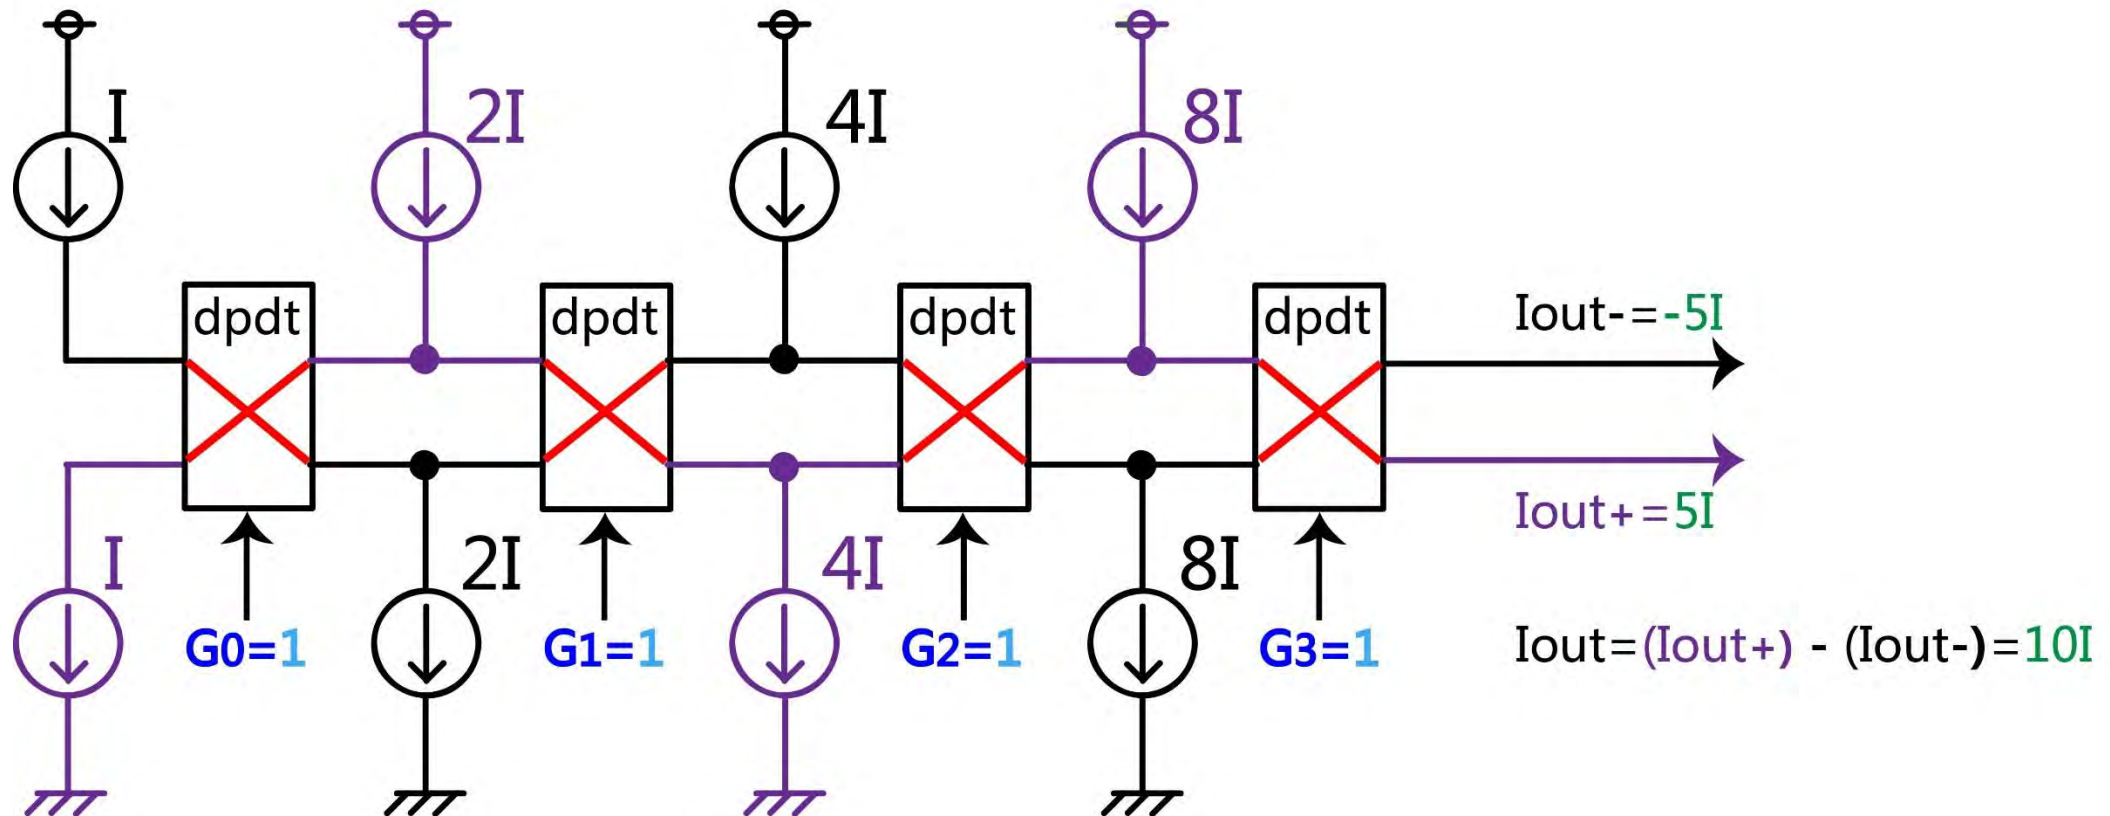 I
2I
4I
8I
dpdt
dpdt
dpdt
dpdt
Iout-=-5I
Iout+=5I
I
2I
4I
8I
G0=1
G1=1
G2=1
G3=1
Iout=(Iout+) - (Iout-)=10I